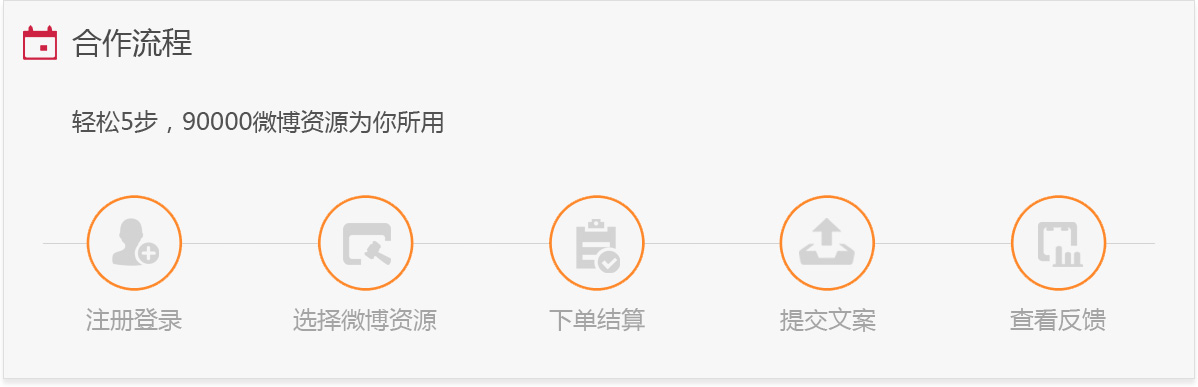 合作流程
轻松5步，90000微博资源为你所用
注册登录
选择微博资源
下单结算
提交文案
查看反馈